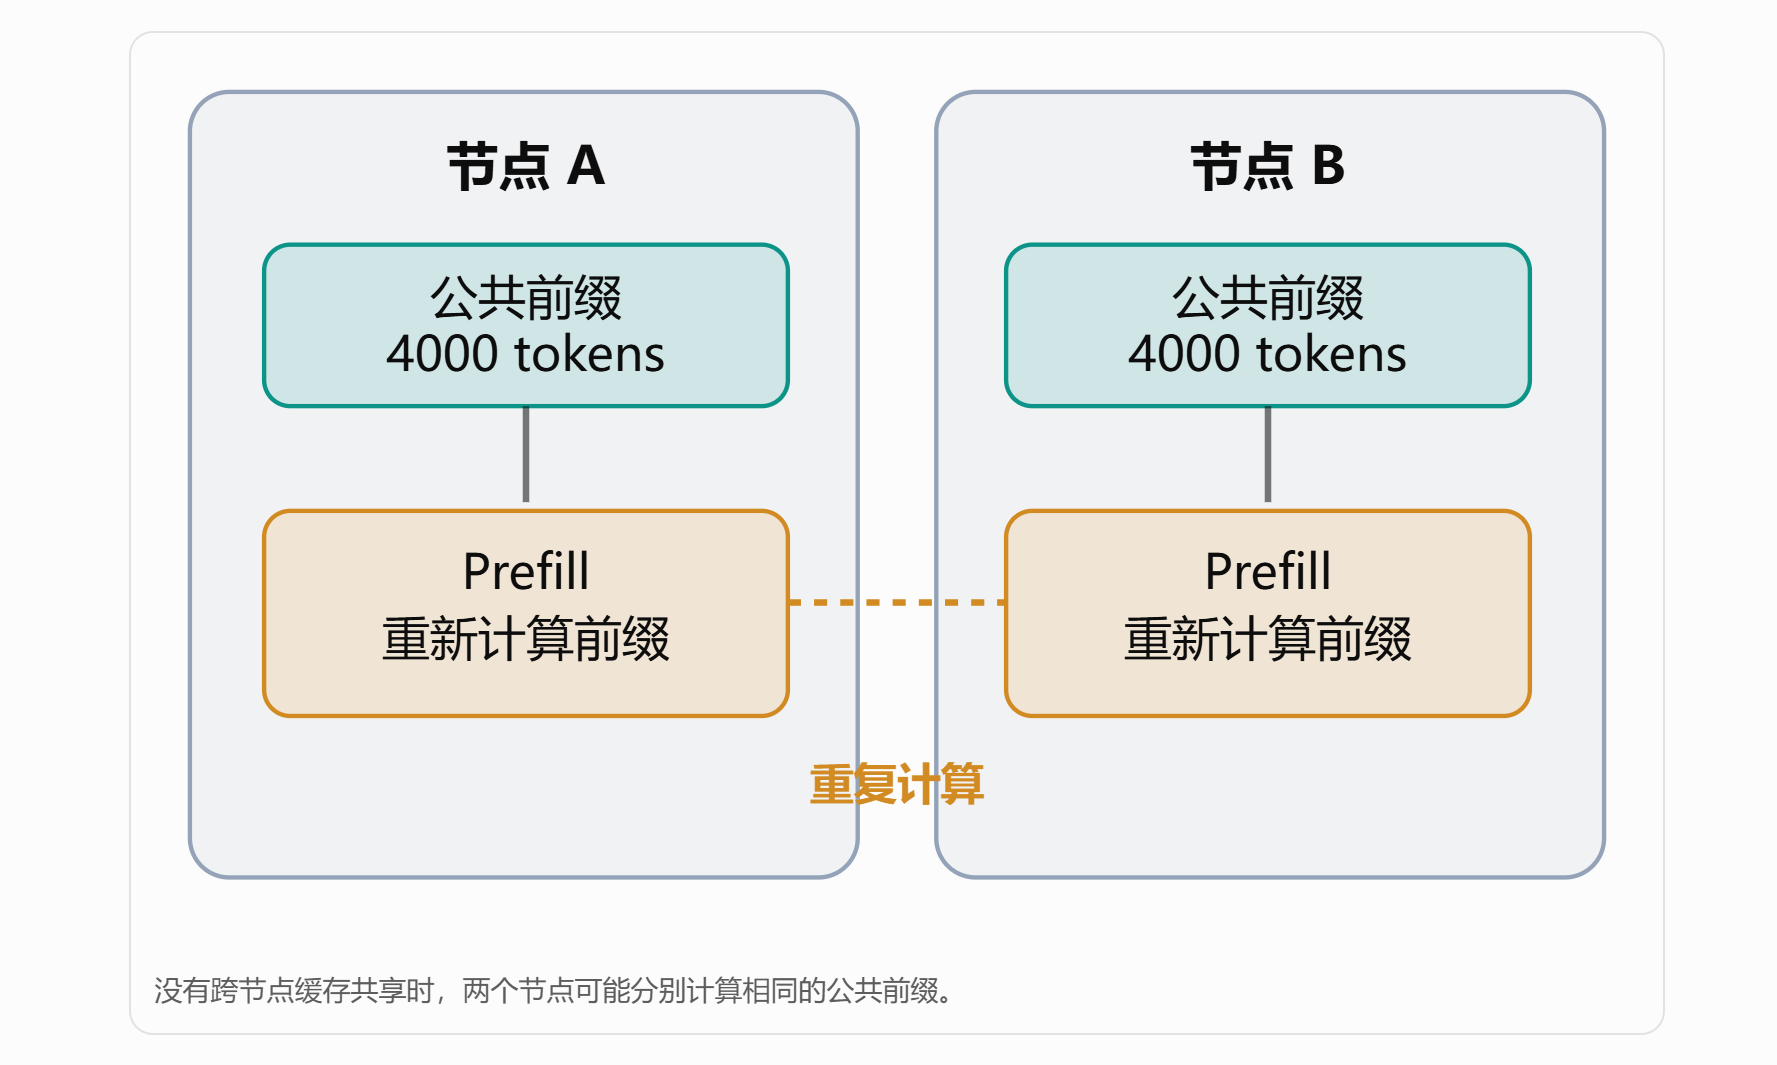 节点 A
公共前缀
4000 tokens
Prefill
重新计算前缀
节点 B
公共前缀
4000 tokens
Prefill
重新计算前缀
重复计算
没有跨节点缓存共享时，两个节点可能分别计算相同的公共前缀。